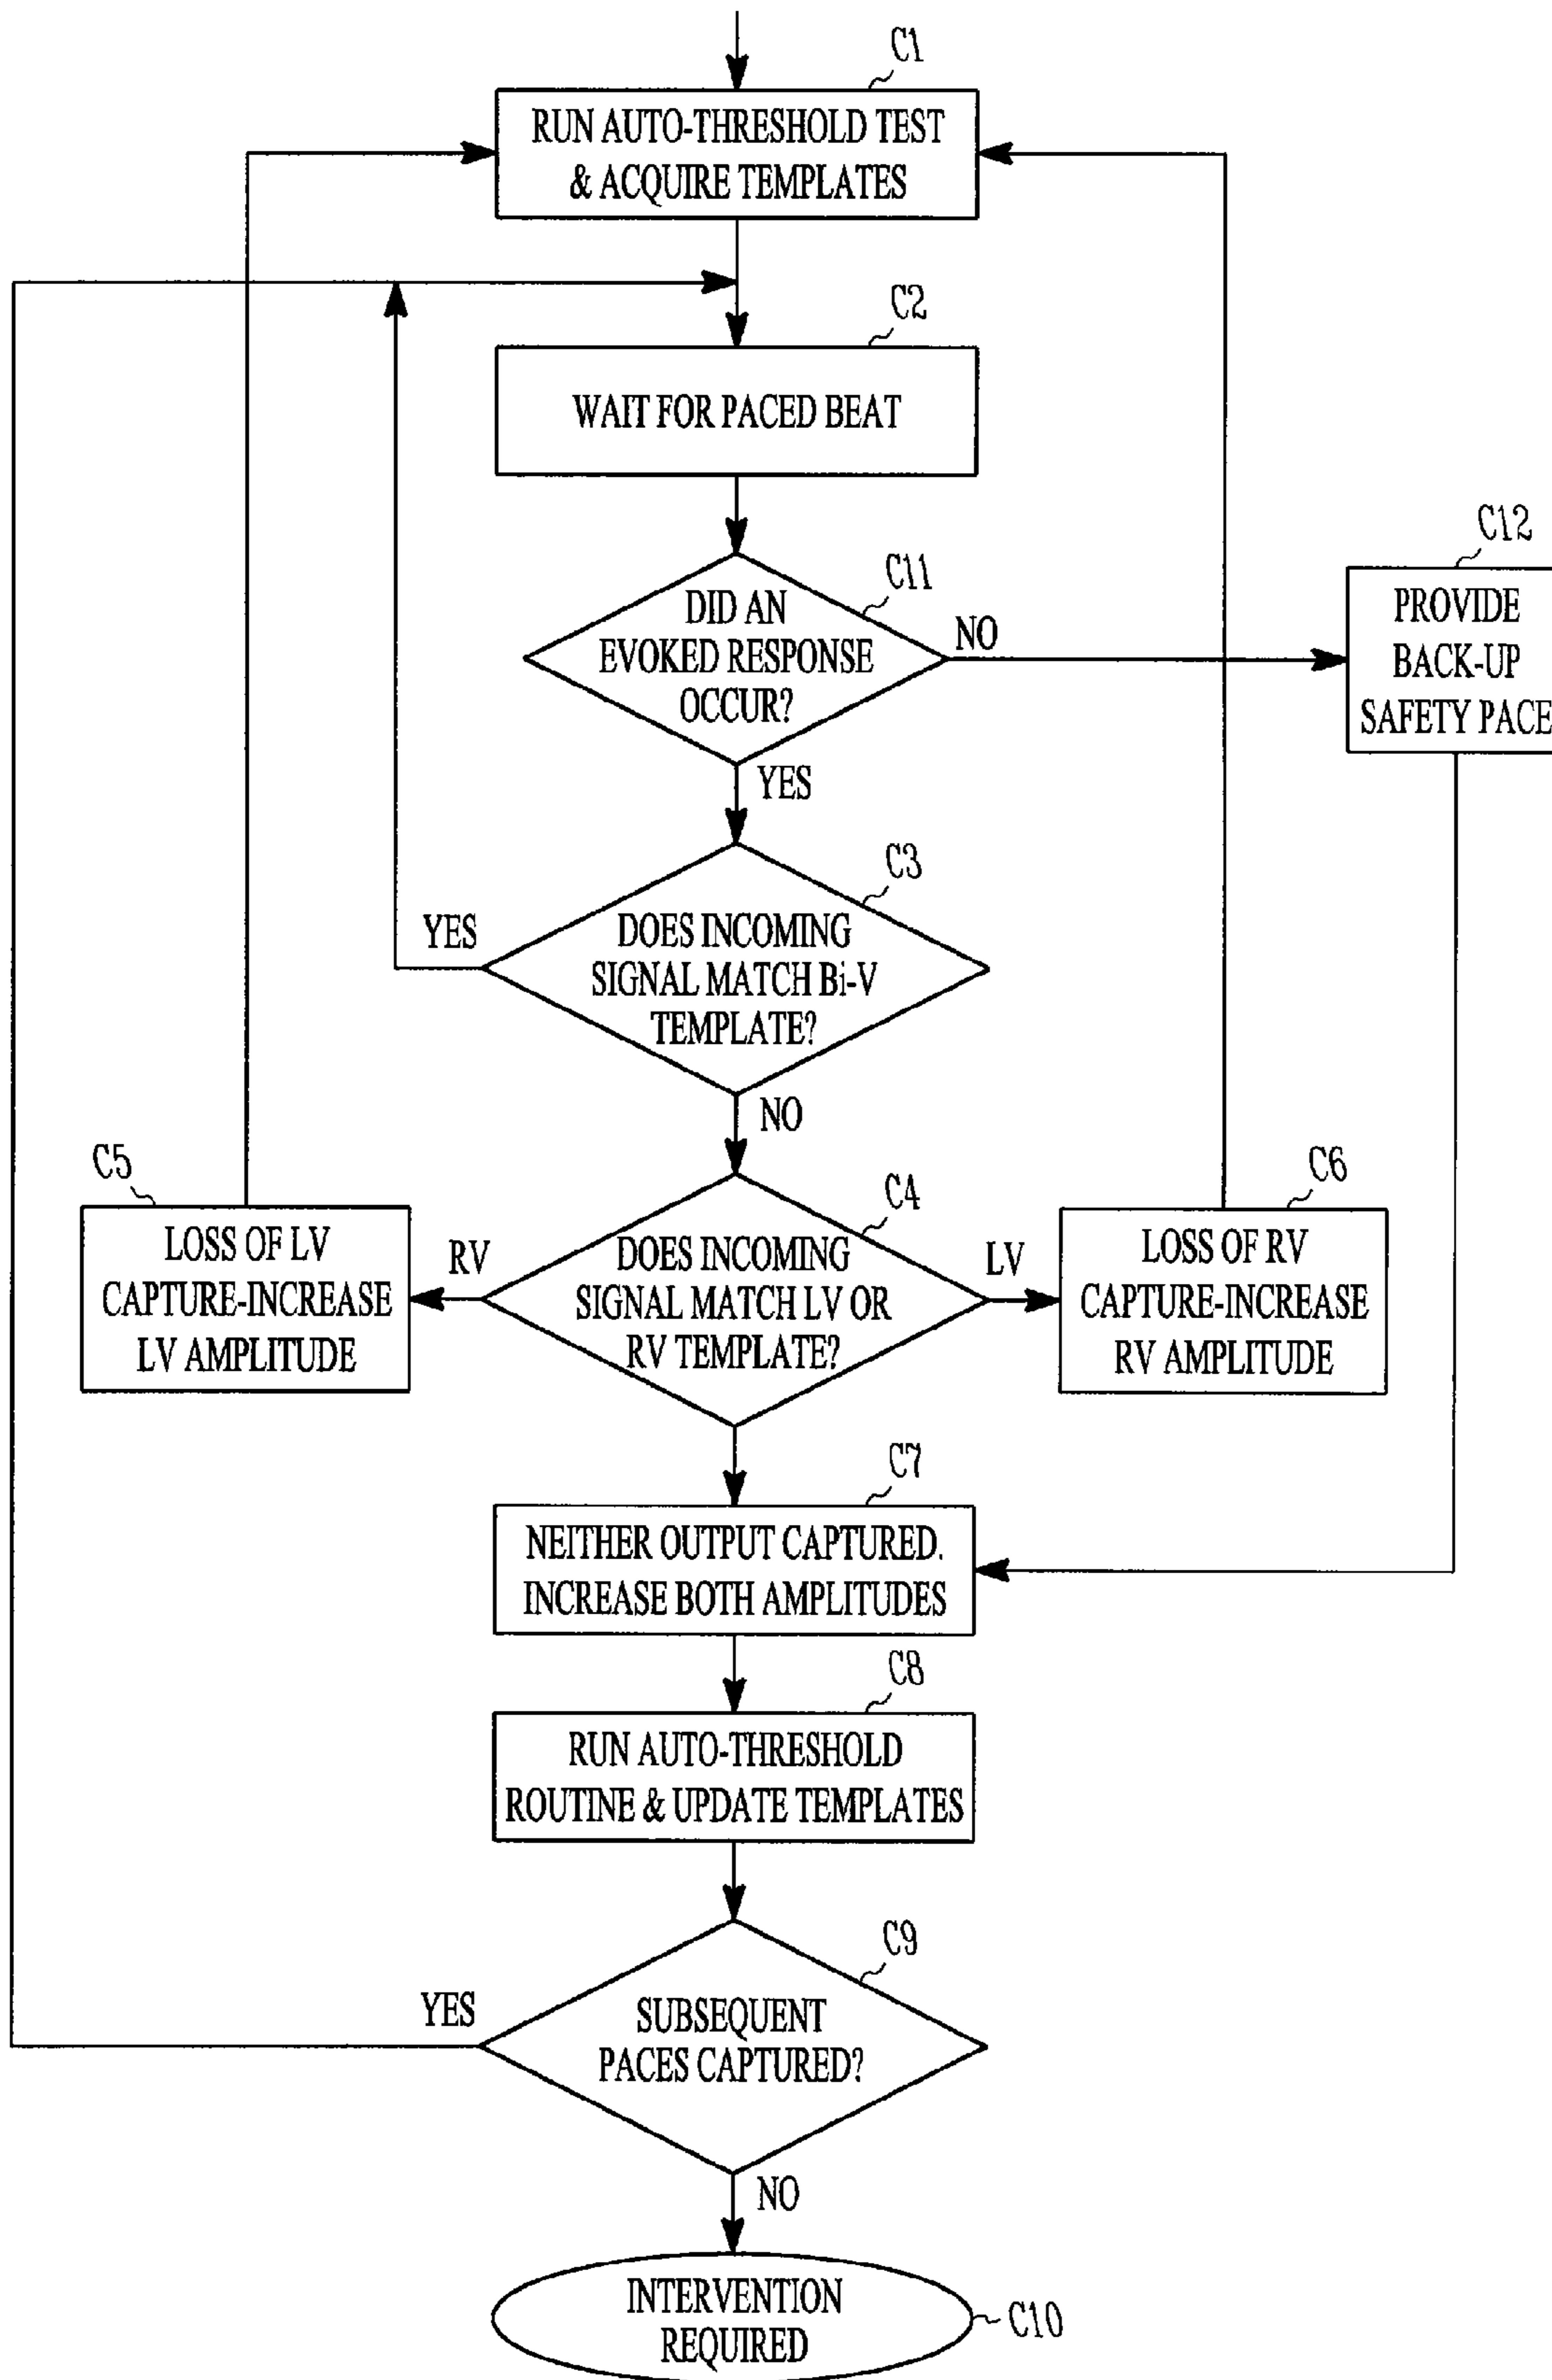 C1
RUN AUTO-THRESHOLD TEST
& ACQUIRE TEMPLATES
C2
WAIT FOR PACED BEAT
C11
DID AN
EVOKED RESPONSE
OCCUR?
NO
C12
PROVIDE
BACK-UP
SAFETY PACE
YES
C3
DOES INCOMING
SIGNAL MATCH Bi-V
TEMPLATE?
YES
NO
C5
LOSS OF LV
CAPTURE-INCREASE
LV AMPLITUDE
RV
C4
DOES INCOMING
SIGNAL MATCH LV OR
RV TEMPLATE?
LV
C6
LOSS OF RV
CAPTURE-INCREASE
RV AMPLITUDE
C7
NEITHER OUTPUT CAPTURED.
INCREASE BOTH AMPLITUDES
C8
RUN AUTO-THRESHOLD
ROUTINE & UPDATE TEMPLATES
C9
YES
SUBSEQUENT
PACES CAPTURED?
NO
INTERVENTION
REQUIRED
C10